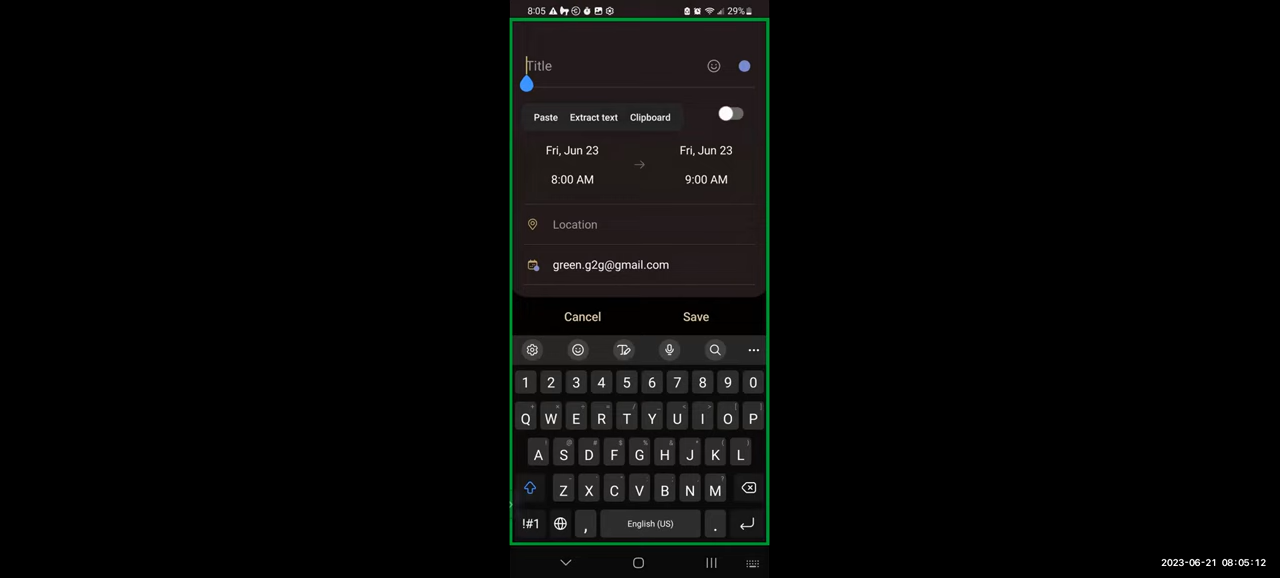 8:05 29%
Title
Paste Extract text Clipboard
Fri, Jun 23 Fri, Jun 23
8:00 AM → 9:00 AM
Location
green.g2g@gmail.com
Cancel Save
1 2 3 4 5 6 7 8 9 0
Q W E R T Y U I O P
A S D F G H J K L
Z X C V B N M
!#1 , English (US) .
2023-06-21 08:05:12